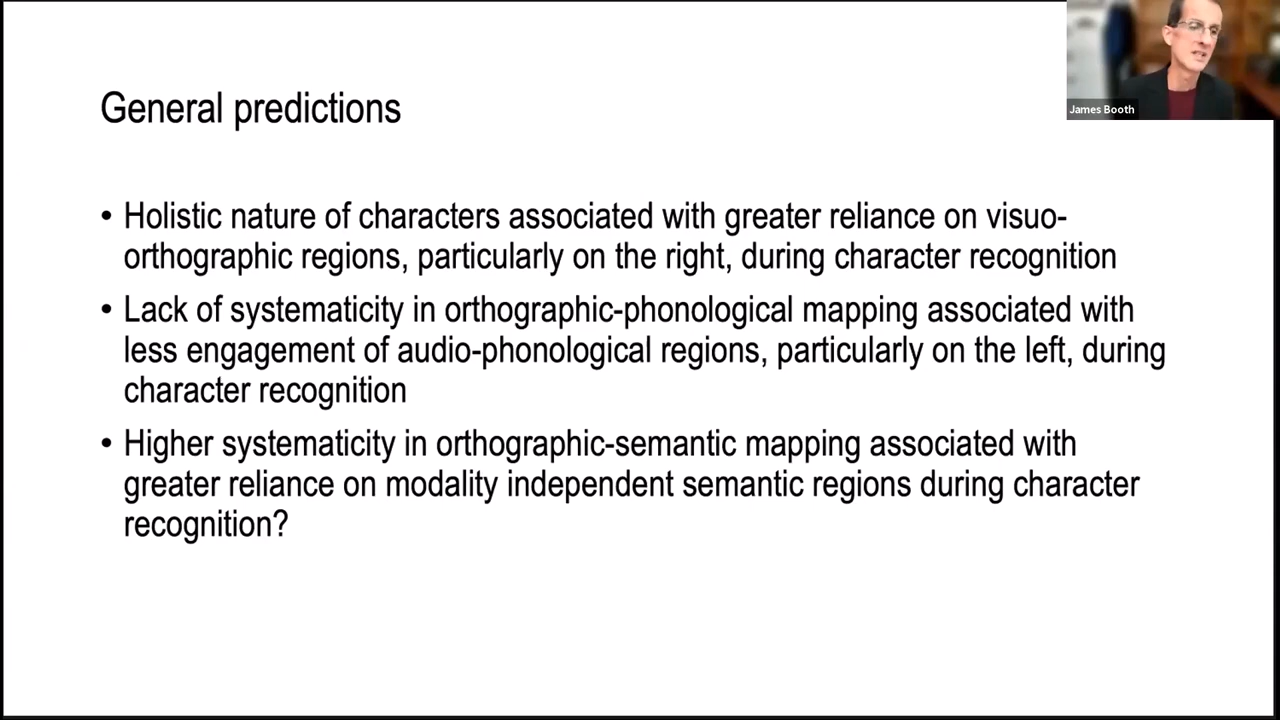 James Booth
General predictions
• Holistic nature of characters associated with greater reliance on visuo-
orthographic regions, particularly on the right, during character recognition
• Lack of systematicity in orthographic-phonological mapping associated with
less engagement of audio-phonological regions, particularly on the left, during
character recognition
• Higher systematicity in orthographic-semantic mapping associated with
greater reliance on modality independent semantic regions during character
recognition?